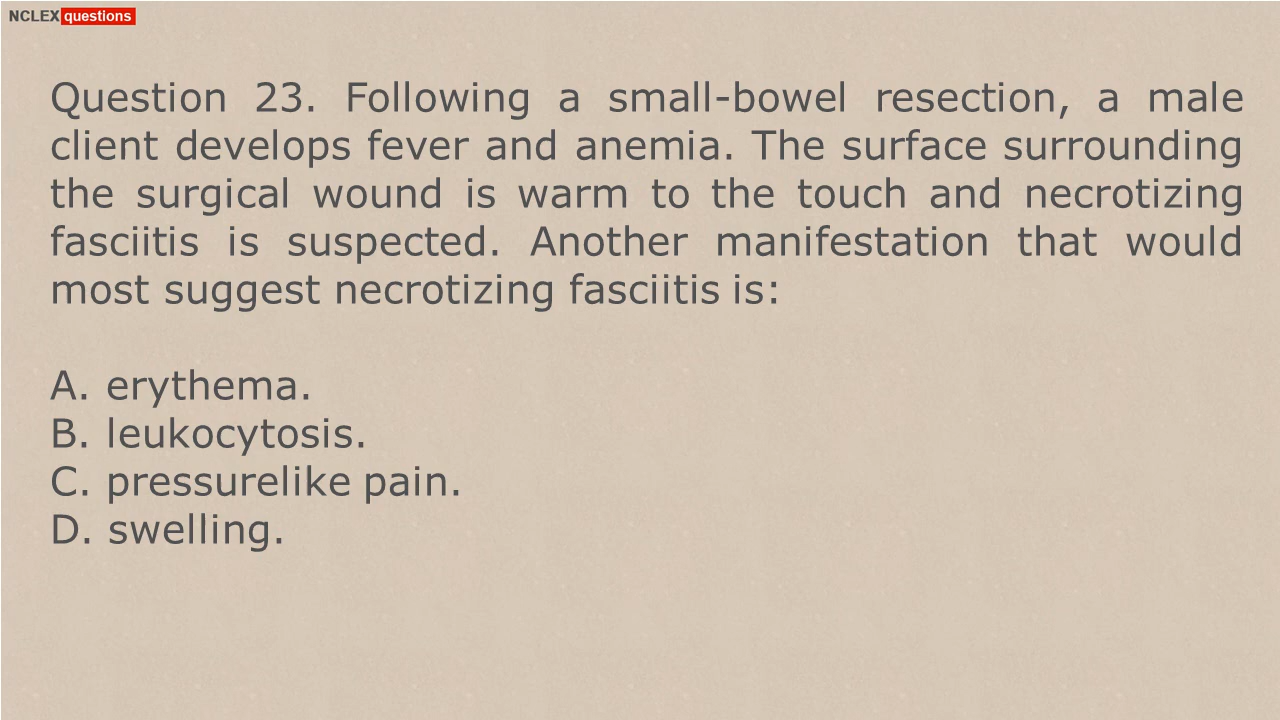 NCLEX questions
Question 23. Following a small-bowel resection, a male
client develops fever and anemia. The surface surrounding
the surgical wound is warm to the touch and necrotizing
fasciitis is suspected. Another manifestation that would
most suggest necrotizing fasciitis is:
A. erythema.
B. leukocytosis.
C. pressurelike pain.
D. swelling.